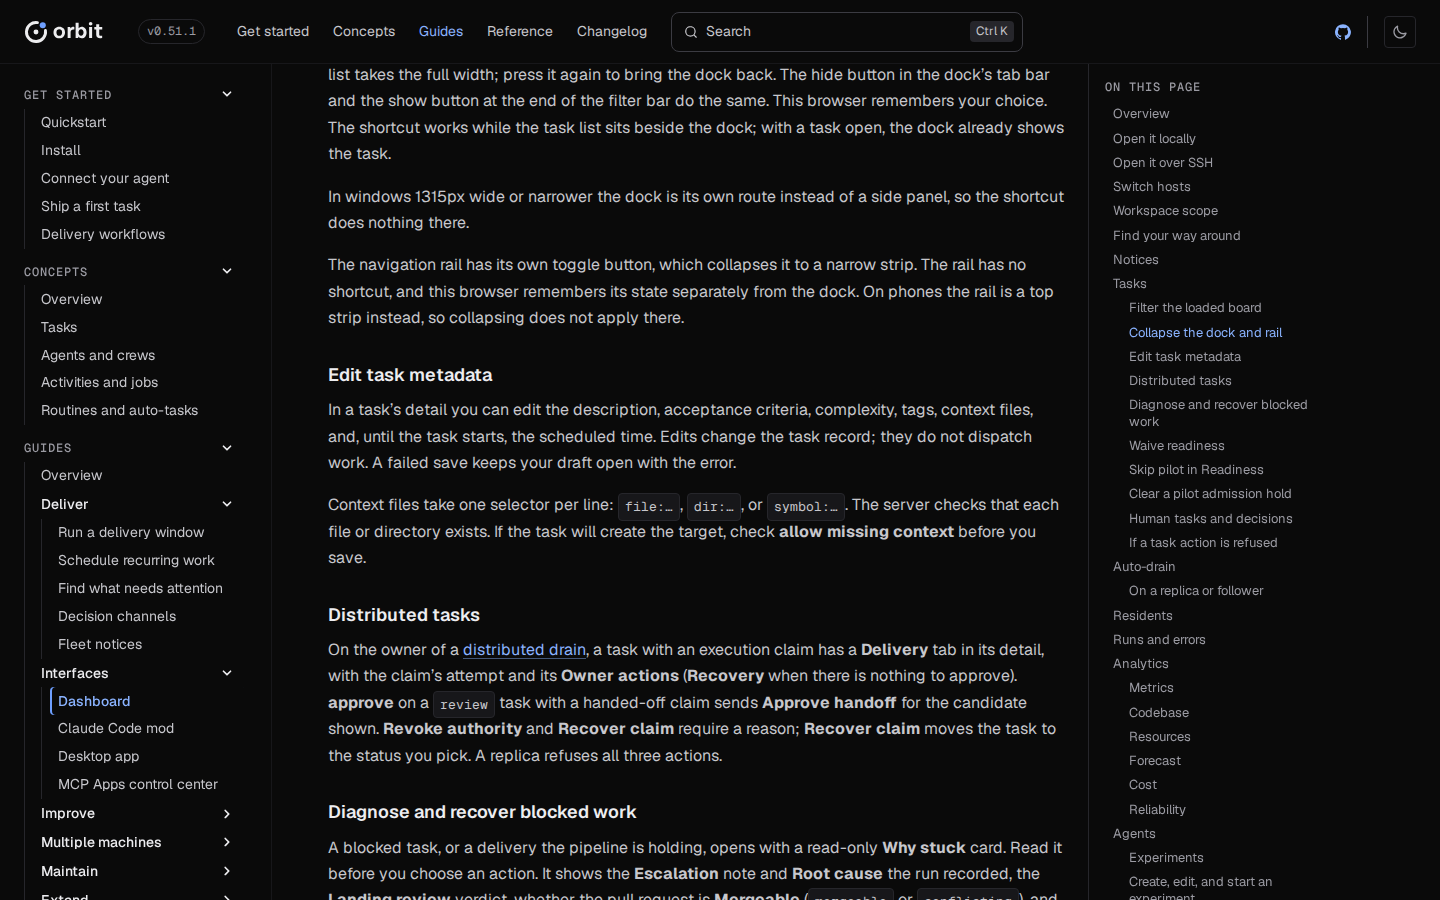 orbit
v0.51.1
Get started
Concepts
Guides
Reference
Changelog
Search
Ctrl K
GET STARTED
Quickstart
Install
Connect your agent
Ship a first task
Delivery workflows
CONCEPTS
Overview
Tasks
Agents and crews
Activities and jobs
Routines and auto-tasks
GUIDES
Overview
Deliver
Run a delivery window
Schedule recurring work
Find what needs attention
Decision channels
Fleet notices
Interfaces
Dashboard
Claude Code mod
Desktop app
MCP Apps control center
Improve
Multiple machines
Maintain
Extend
list takes the full width; press it again to bring the dock back. The hide button in the dock’s tab bar
and the show button at the end of the filter bar do the same. This browser remembers your choice.
The shortcut works while the task list sits beside the dock; with a task open, the dock already shows
the task.
In windows 1315px wide or narrower the dock is its own route instead of a side panel, so the shortcut
does nothing there.
The navigation rail has its own toggle button, which collapses it to a narrow strip. The rail has no
shortcut, and this browser remembers its state separately from the dock. On phones the rail is a top
strip instead, so collapsing does not apply there.
Edit task metadata
In a task’s detail you can edit the description, acceptance criteria, complexity, tags, context files,
and, until the task starts, the scheduled time. Edits change the task record; they do not dispatch
work. A failed save keeps your draft open with the error.
Context files take one selector per line: file:…, dir:…, or symbol:…. The server checks that each
file or directory exists. If the task will create the target, check allow missing context before you
save.
Distributed tasks
On the owner of a distributed drain, a task with an execution claim has a Delivery tab in its detail,
with the claim’s attempt and its Owner actions (Recovery when there is nothing to approve).
approve on a review task with a handed-off claim sends Approve handoff for the candidate
shown. Revoke authority and Recover claim require a reason; Recover claim moves the task to
the status you pick. A replica refuses all three actions.
Diagnose and recover blocked work
A blocked task, or a delivery the pipeline is holding, opens with a read-only Why stuck card. Read it
before you choose an action. It shows the Escalation note and Root cause the run recorded, the
Landing review verdict, whether the pull request is Mergeable (mergeable or conflicting), and
ON THIS PAGE
Overview
Open it locally
Open it over SSH
Switch hosts
Workspace scope
Find your way around
Notices
Tasks
Filter the loaded board
Collapse the dock and rail
Edit task metadata
Distributed tasks
Diagnose and recover blocked
work
Waive readiness
Skip pilot in Readiness
Clear a pilot admission hold
Human tasks and decisions
If a task action is refused
Auto-drain
On a replica or follower
Residents
Runs and errors
Analytics
Metrics
Codebase
Resources
Forecast
Cost
Reliability
Agents
Experiments
Create, edit, and start an
experiment